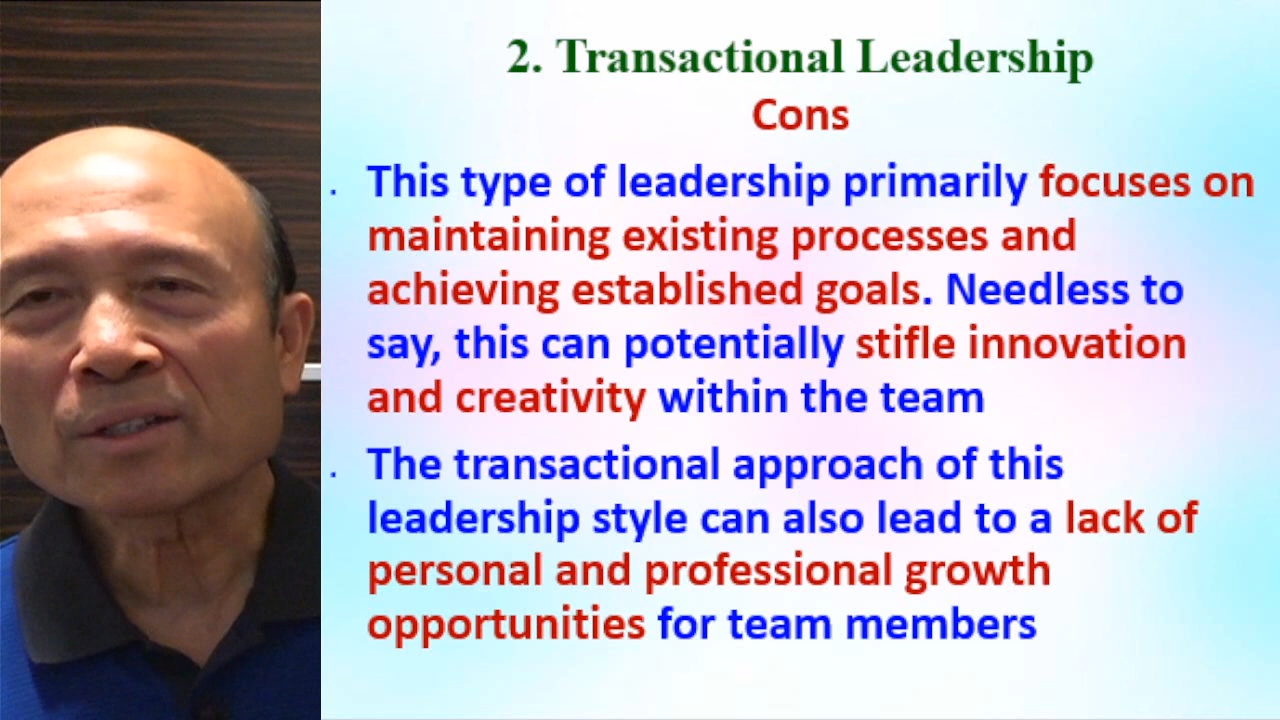 2. Transactional Leadership
Cons
. This type of leadership primarily focuses on
maintaining existing processes and
achieving established goals. Needless to
say, this can potentially stifle innovation
and creativity within the team
. The transactional approach of this
leadership style can also lead to a lack of
personal and professional growth
opportunities for team members